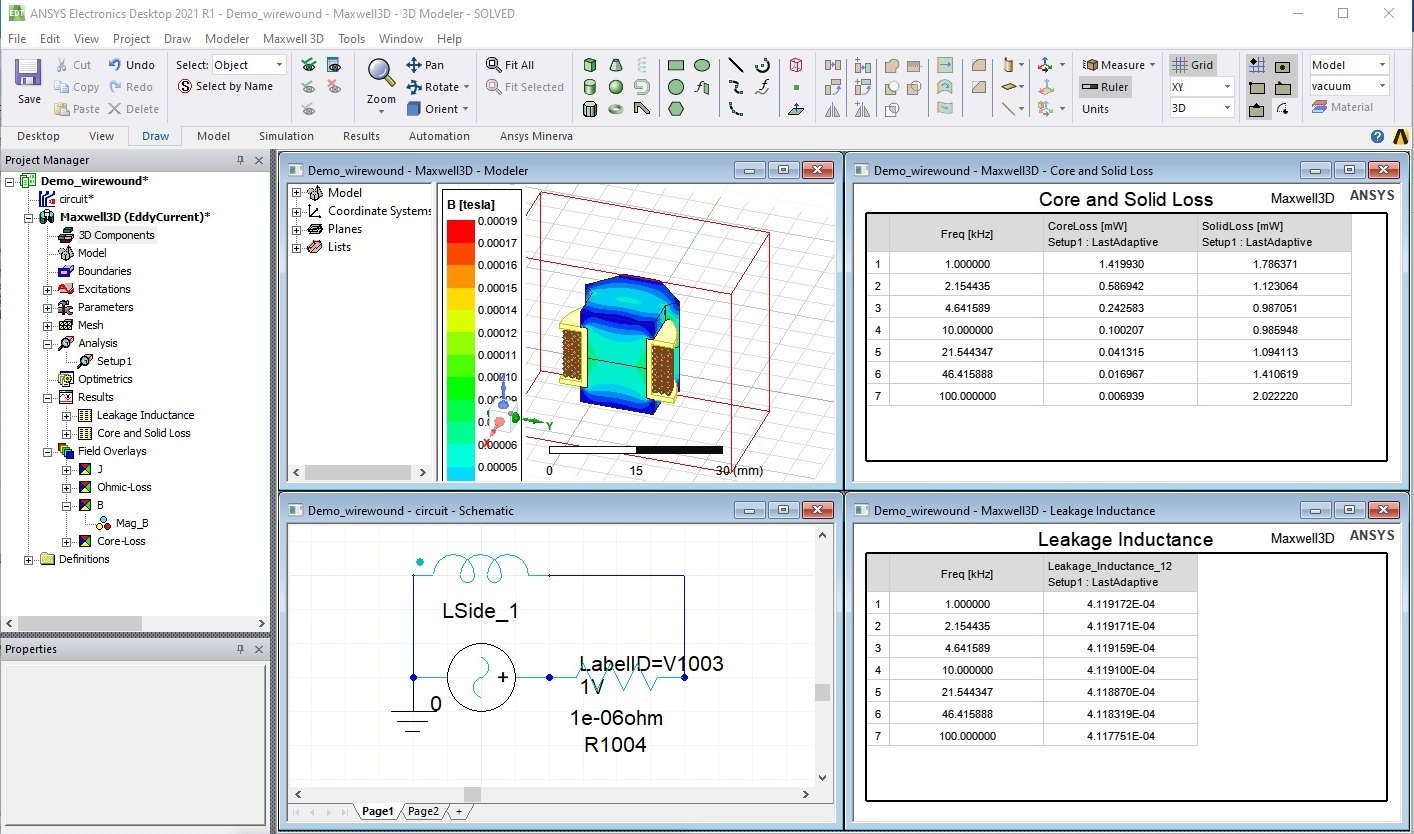 ANSYS Electronics Desktop 2021 R1 - Demo_wirewound - Maxwell3D - 3D Modeler - SOLVED
File Edit View Project Draw Modeler Maxwell 3D Tools Window Help
Save
Cut Undo
Copy Redo
Paste Delete
Select: Object
Select by Name
Zoom
Pan
Rotate
Orient
Fit All
Fit Selected
Measure
Ruler
Units
Grid
XY
3D
Model
vacuum
Material
Desktop View Draw Model Simulation Results Automation Ansys Minerva
Project Manager
Demo_wirewound*
circuit*
Maxwell3D (EddyCurrent)*
3D Components
Model
Boundaries
Excitations
Parameters
Mesh
Analysis
Setup1
Optimetrics
Results
Leakage Inductance
Core and Solid Loss
Field Overlays
J
Ohmic-Loss
B
Mag_B
Core-Loss
Definitions
Properties
Demo_wirewound - Maxwell3D - Modeler
Model
Coordinate Systems
Planes
Lists
B [tesla]
0.00019
0.00017
0.00016
0.00015
0.00014
0.00012
0.00011
0.00006
0.00005
Y
0 15 30 (mm)
Demo_wirewound - Maxwell3D - Core and Solid Loss
Core and Solid Loss Maxwell3D ANSYS
Freq [kHz] CoreLoss [mW] Setup1 : LastAdaptive SolidLoss [mW] Setup1 : LastAdaptive
1 1.000000 1.419930 1.786371
2 2.154435 0.586942 1.123064
3 4.641589 0.242583 0.987051
4 10.000000 0.100207 0.985948
5 21.544347 0.041315 1.094113
6 46.415888 0.016967 1.410619
7 100.000000 0.006939 2.022220
Demo_wirewound - circuit - Schematic
LSide_1
LabelID=V1003
1V
0
+
1e-06ohm
R1004
Page1 Page2 +
Demo_wirewound - Maxwell3D - Leakage Inductance
Leakage Inductance Maxwell3D ANSYS
Freq [kHz] Leakage_Inductance_12 Setup1 : LastAdaptive
1 1.000000 4.119172E-04
2 2.154435 4.119171E-04
3 4.641589 4.119159E-04
4 10.000000 4.119100E-04
5 21.544347 4.118870E-04
6 46.415888 4.118319E-04
7 100.000000 4.117751E-04